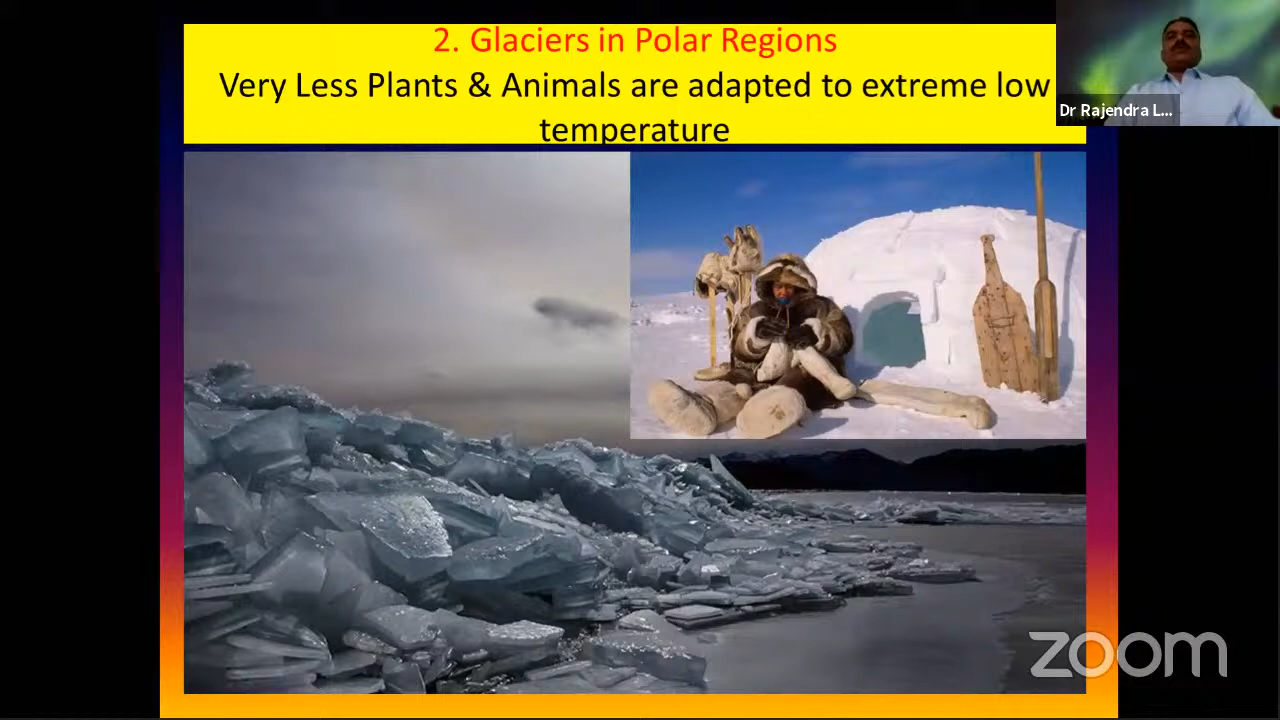 2. Glaciers in Polar Regions
Very Less Plants & Animals are adapted to extreme low
temperature
Dr Rajendra L...
zoom